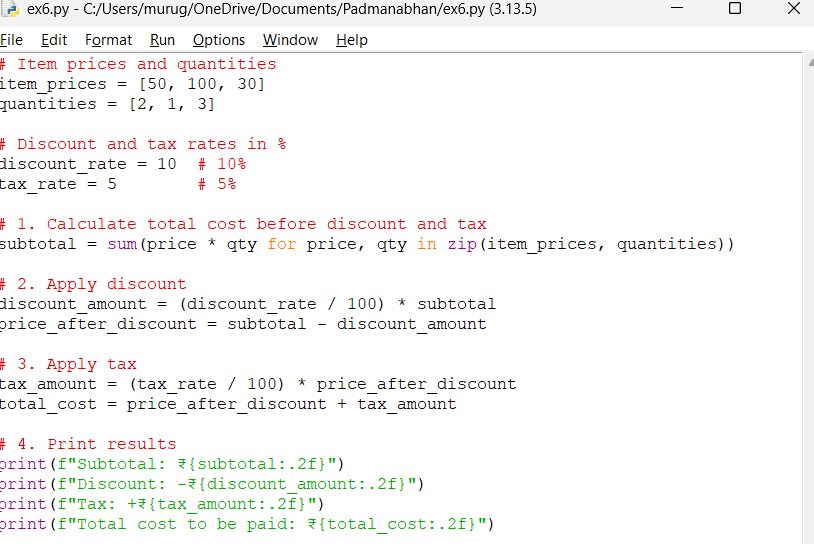 ex6.py - C:/Users/murug/OneDrive/Documents/Padmanabhan/ex6.py (3.13.5)
File Edit Format Run Options Window Help
# Item prices and quantities
item_prices = [50, 100, 30]
quantities = [2, 1, 3]
# Discount and tax rates in %
discount_rate = 10  # 10%
tax_rate = 5        # 5%
# 1. Calculate total cost before discount and tax
subtotal = sum(price * qty for price, qty in zip(item_prices, quantities))
# 2. Apply discount
discount_amount = (discount_rate / 100) * subtotal
price_after_discount = subtotal - discount_amount
# 3. Apply tax
tax_amount = (tax_rate / 100) * price_after_discount
total_cost = price_after_discount + tax_amount
# 4. Print results
print(f"Subtotal: ₹{subtotal:.2f}")
print(f"Discount: -₹{discount_amount:.2f}")
print(f"Tax: +₹{tax_amount:.2f}")
print(f"Total cost to be paid: ₹{total_cost:.2f}")